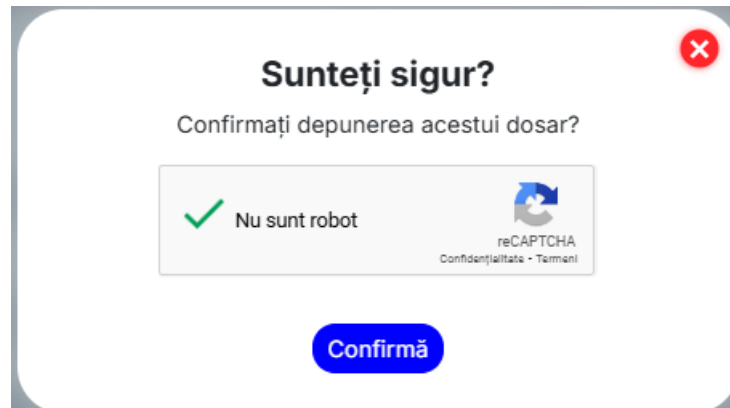 Sunteți sigur?
Confirmați depunerea acestui dosar?
Nu sunt robot
reCAPTCHA
Confidențialitate - Termeni
Confirmă